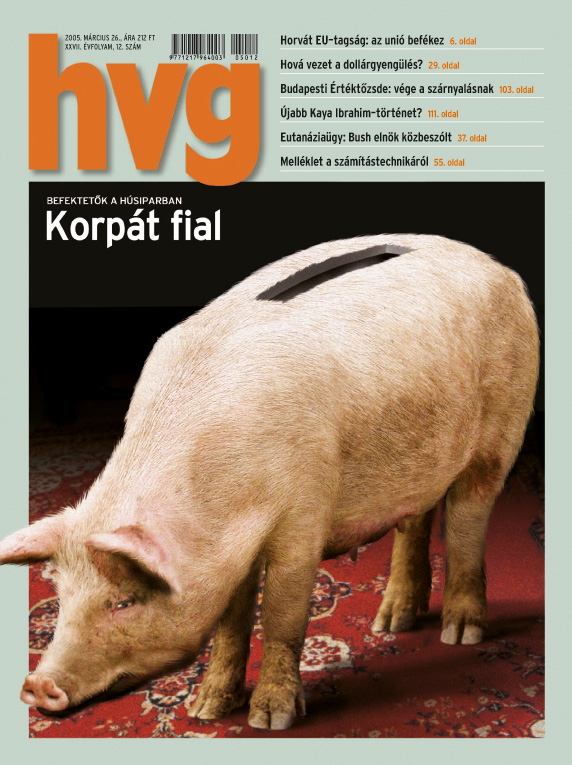 2005. MÁRCIUS 26., ÁRA 212 FT
XXVII. ÉVFOLYAM, 12. SZÁM
9771217964003
05012
hvg
Horvát EU-tagság: az unió befékez 6. oldal
Hová vezet a dollárgyengülés? 29. oldal
Budapesti Értéktőzsde: vége a szárnyalásnak 103. oldal
Újabb Kaya Ibrahim-történet? 111. oldal
Eutanáziaügy: Bush elnök közbeszólt 37. oldal
Melléklet a számítástechnikáról 55. oldal
BEFEKTETŐK A HÚSIPARBAN
Korpát fial